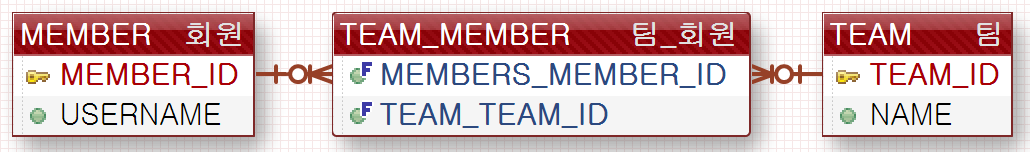 MEMBER 회원
MEMBER_ID
USERNAME
TEAM_MEMBER 팀_회원
F MEMBERS_MEMBER_ID
F TEAM_TEAM_ID
TEAM 팀
TEAM_ID
NAME